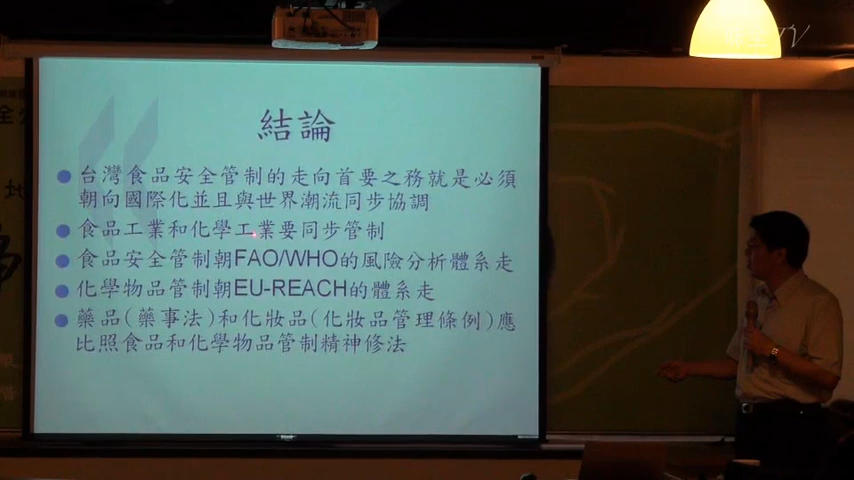 結論
台灣食品安全管制的走向首要之務就是必須
朝向國際化並且與世界潮流同步協調
食品工業和化學工業要同步管制
食品安全管制朝FAO/WHO的風險分析體系走
化學物品管制朝EU-REACH的體系走
藥品(藥事法)和化妝品(化妝品管理條例)應
比照食品和化學物品管制精神修法